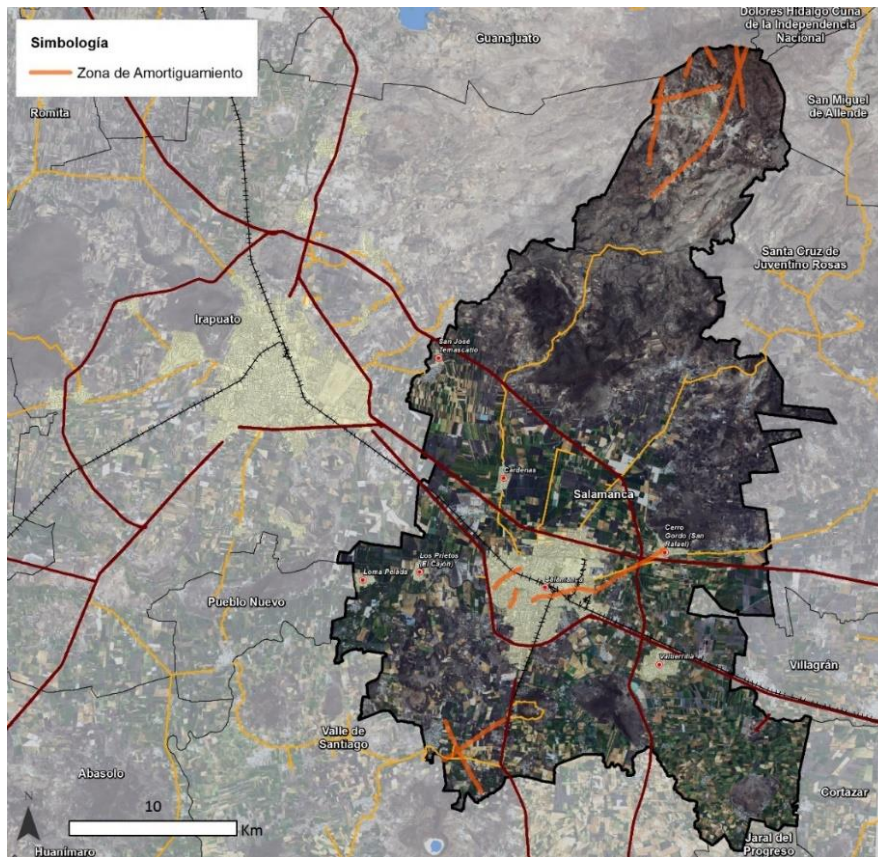 Dolores Hidalgo Cuna
de la Independencia
Nacional
Simbología
Zona de Amortiguamiento
Guanajuato
Romita
San Miguel
de Allende
Santa Cruz de
Juventino Rosas
Irapuato
San José
Temascatío
Cárdenas
Salamanca
Cerro
Gordo (San
Rafael)
Los Prietos
(El Cajón)
Loma Pelada
Salamanca
Pueblo Nuevo
Valtierrilla
Villagrán
Valle de
Santiago
Abasolo
Cortazar
N
10
Km
Jaral del
Progreso
Huanímaro